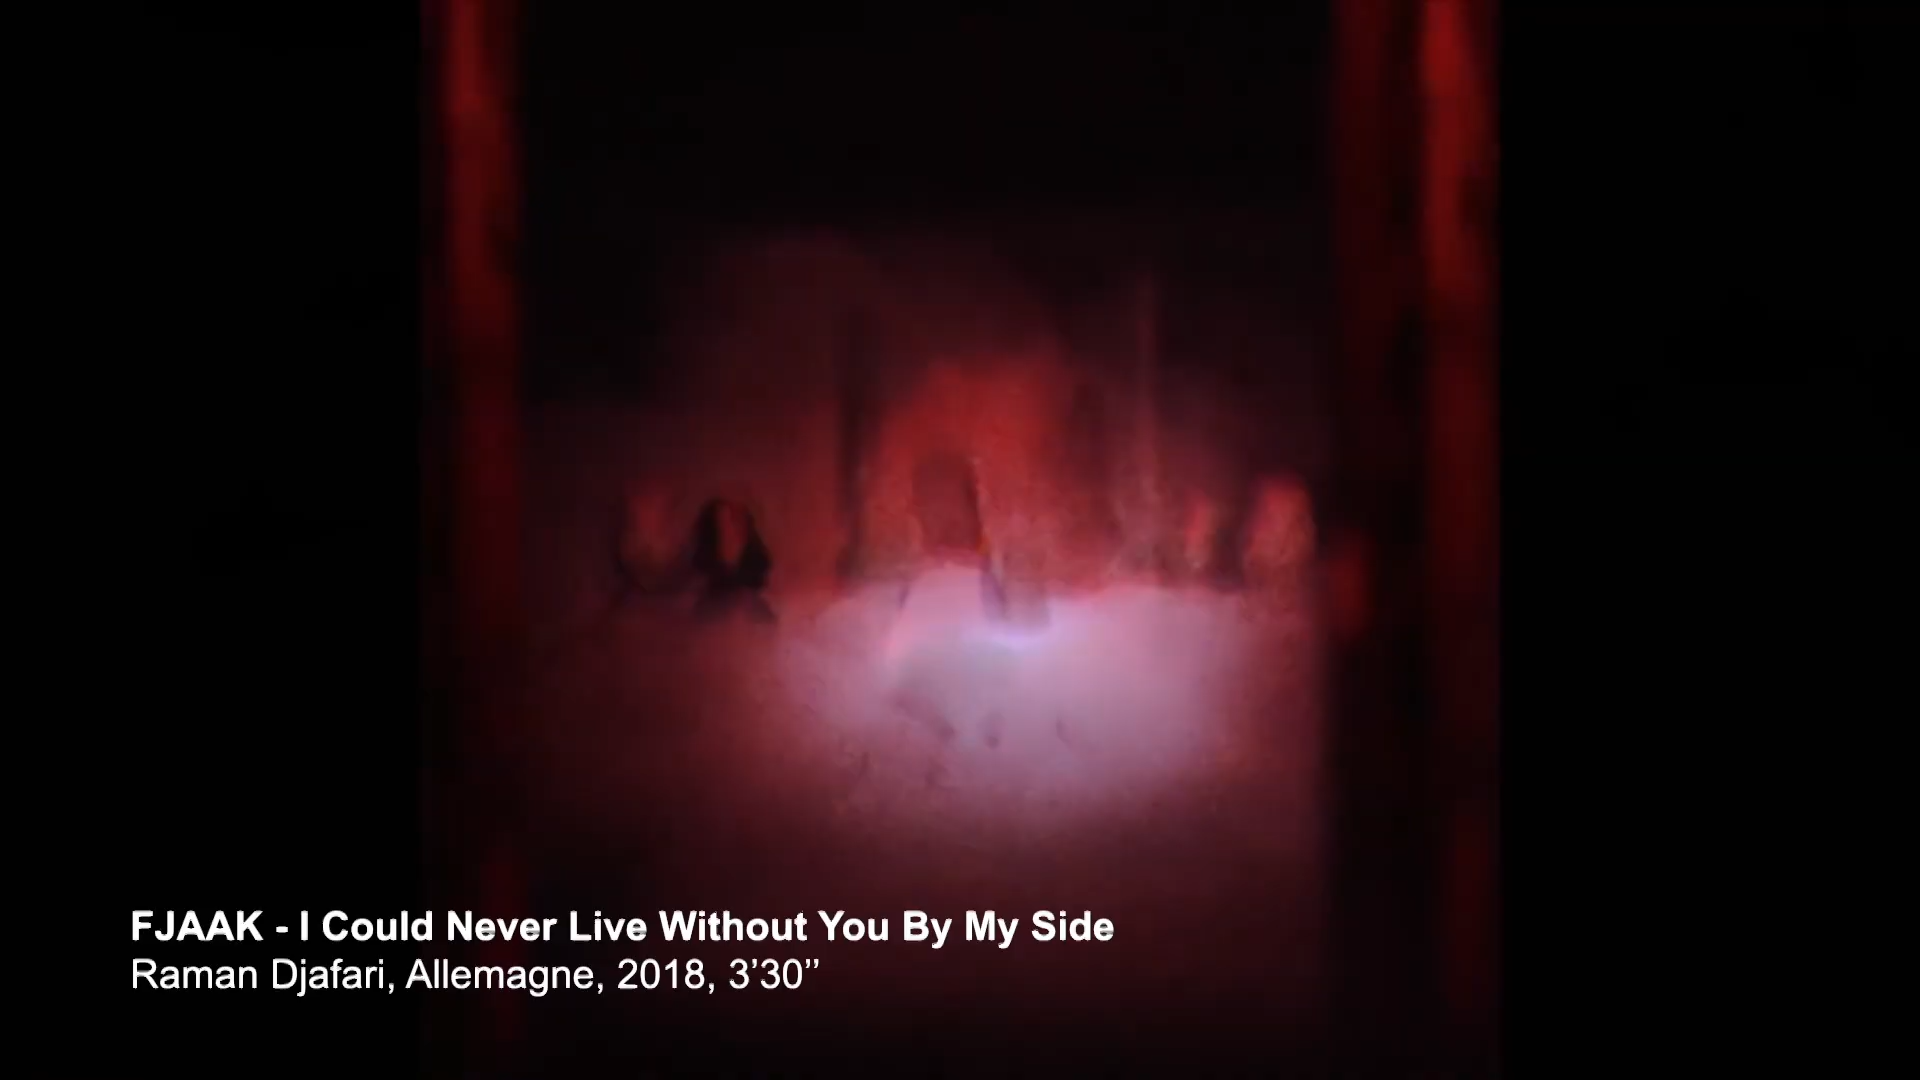 FJAAK - I Could Never Live Without You By My Side
Raman Djafari, Allemagne, 2018, 3’30’’